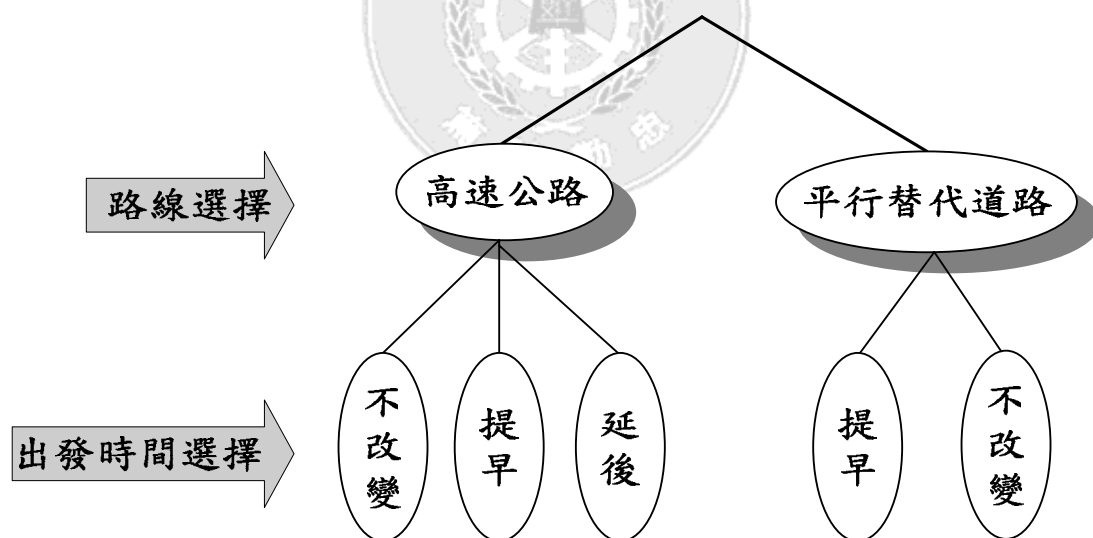 路線選擇
高速公路
平行替代道路
出發時間選擇
不改變
提早
延後
提早
不改變